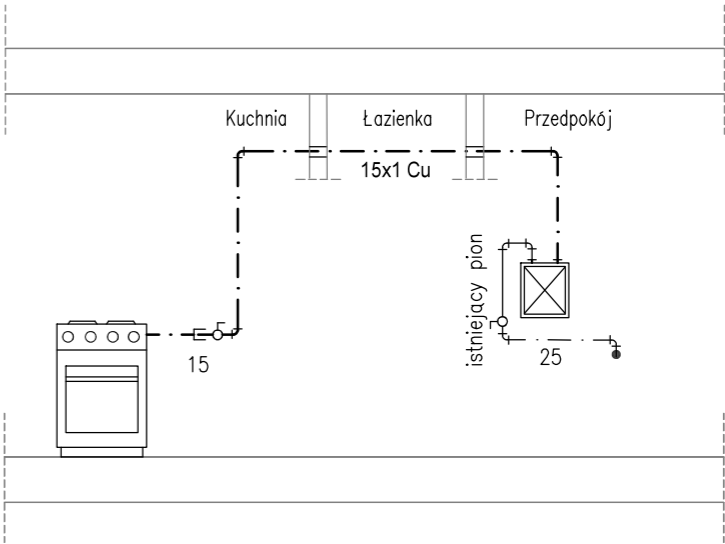 Kuchnia
Łazienka
Przedpokój
15x1 Cu
istniejący pion
15
25